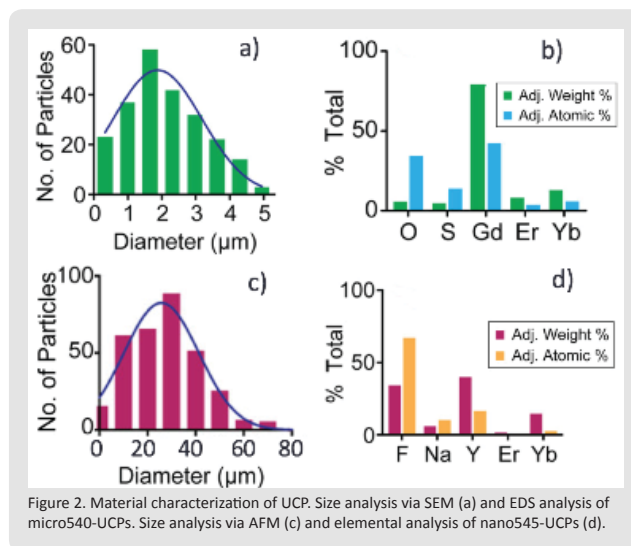 a)
No. of Particles
60
40
20
0
0 1 2 3 4 5
Diameter (µm)
b)
% Total
100
50
0
Adj. Weight %
Adj. Atomic %
O S Gd Er Yb
c)
No. of Particles
100
50
0
0 20 40 60 80
Diameter (µm)
d)
% Total
100
50
0
Adj. Weight %
Adj. Atomic %
F Na Y Er Yb
Figure 2. Material characterization of UCP. Size analysis via SEM (a) and EDS analysis of
micro540-UCPs. Size analysis via AFM (c) and elemental analysis of nano545-UCPs (d).